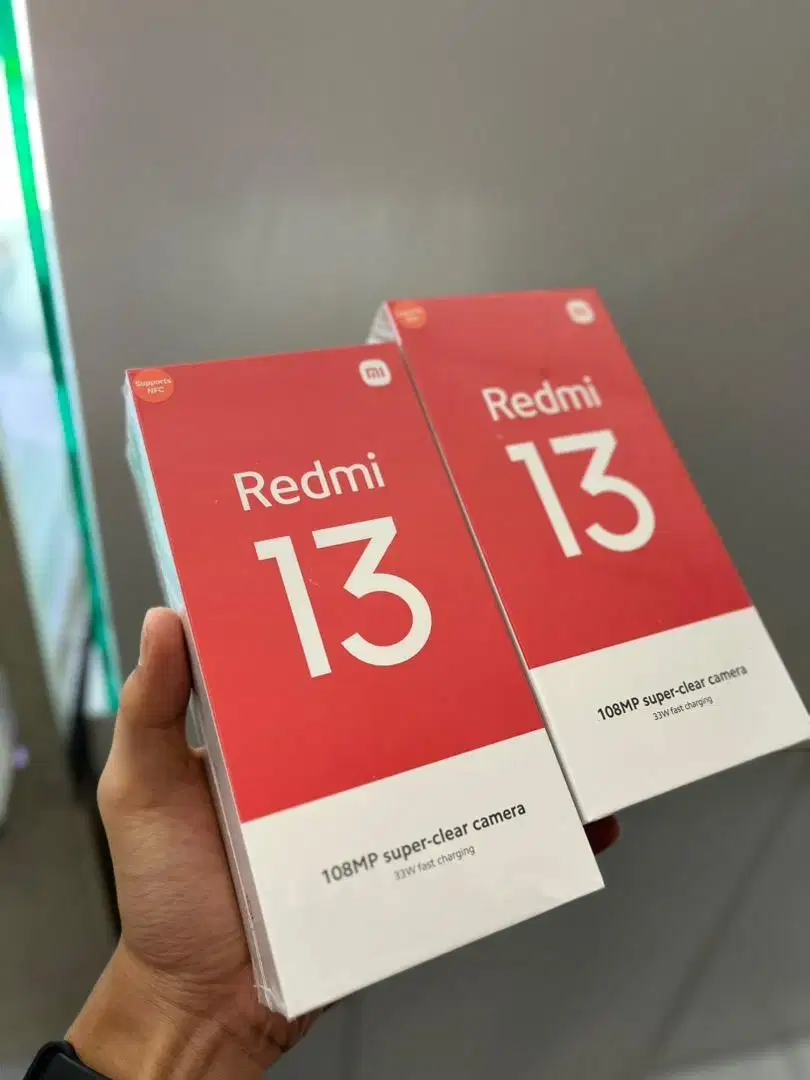 Supports
NFC
mi
Redmi
13
108MP super-clear camera
33W fast charging
mi
Redmi
13
108MP super-clear camera
33W fast charging